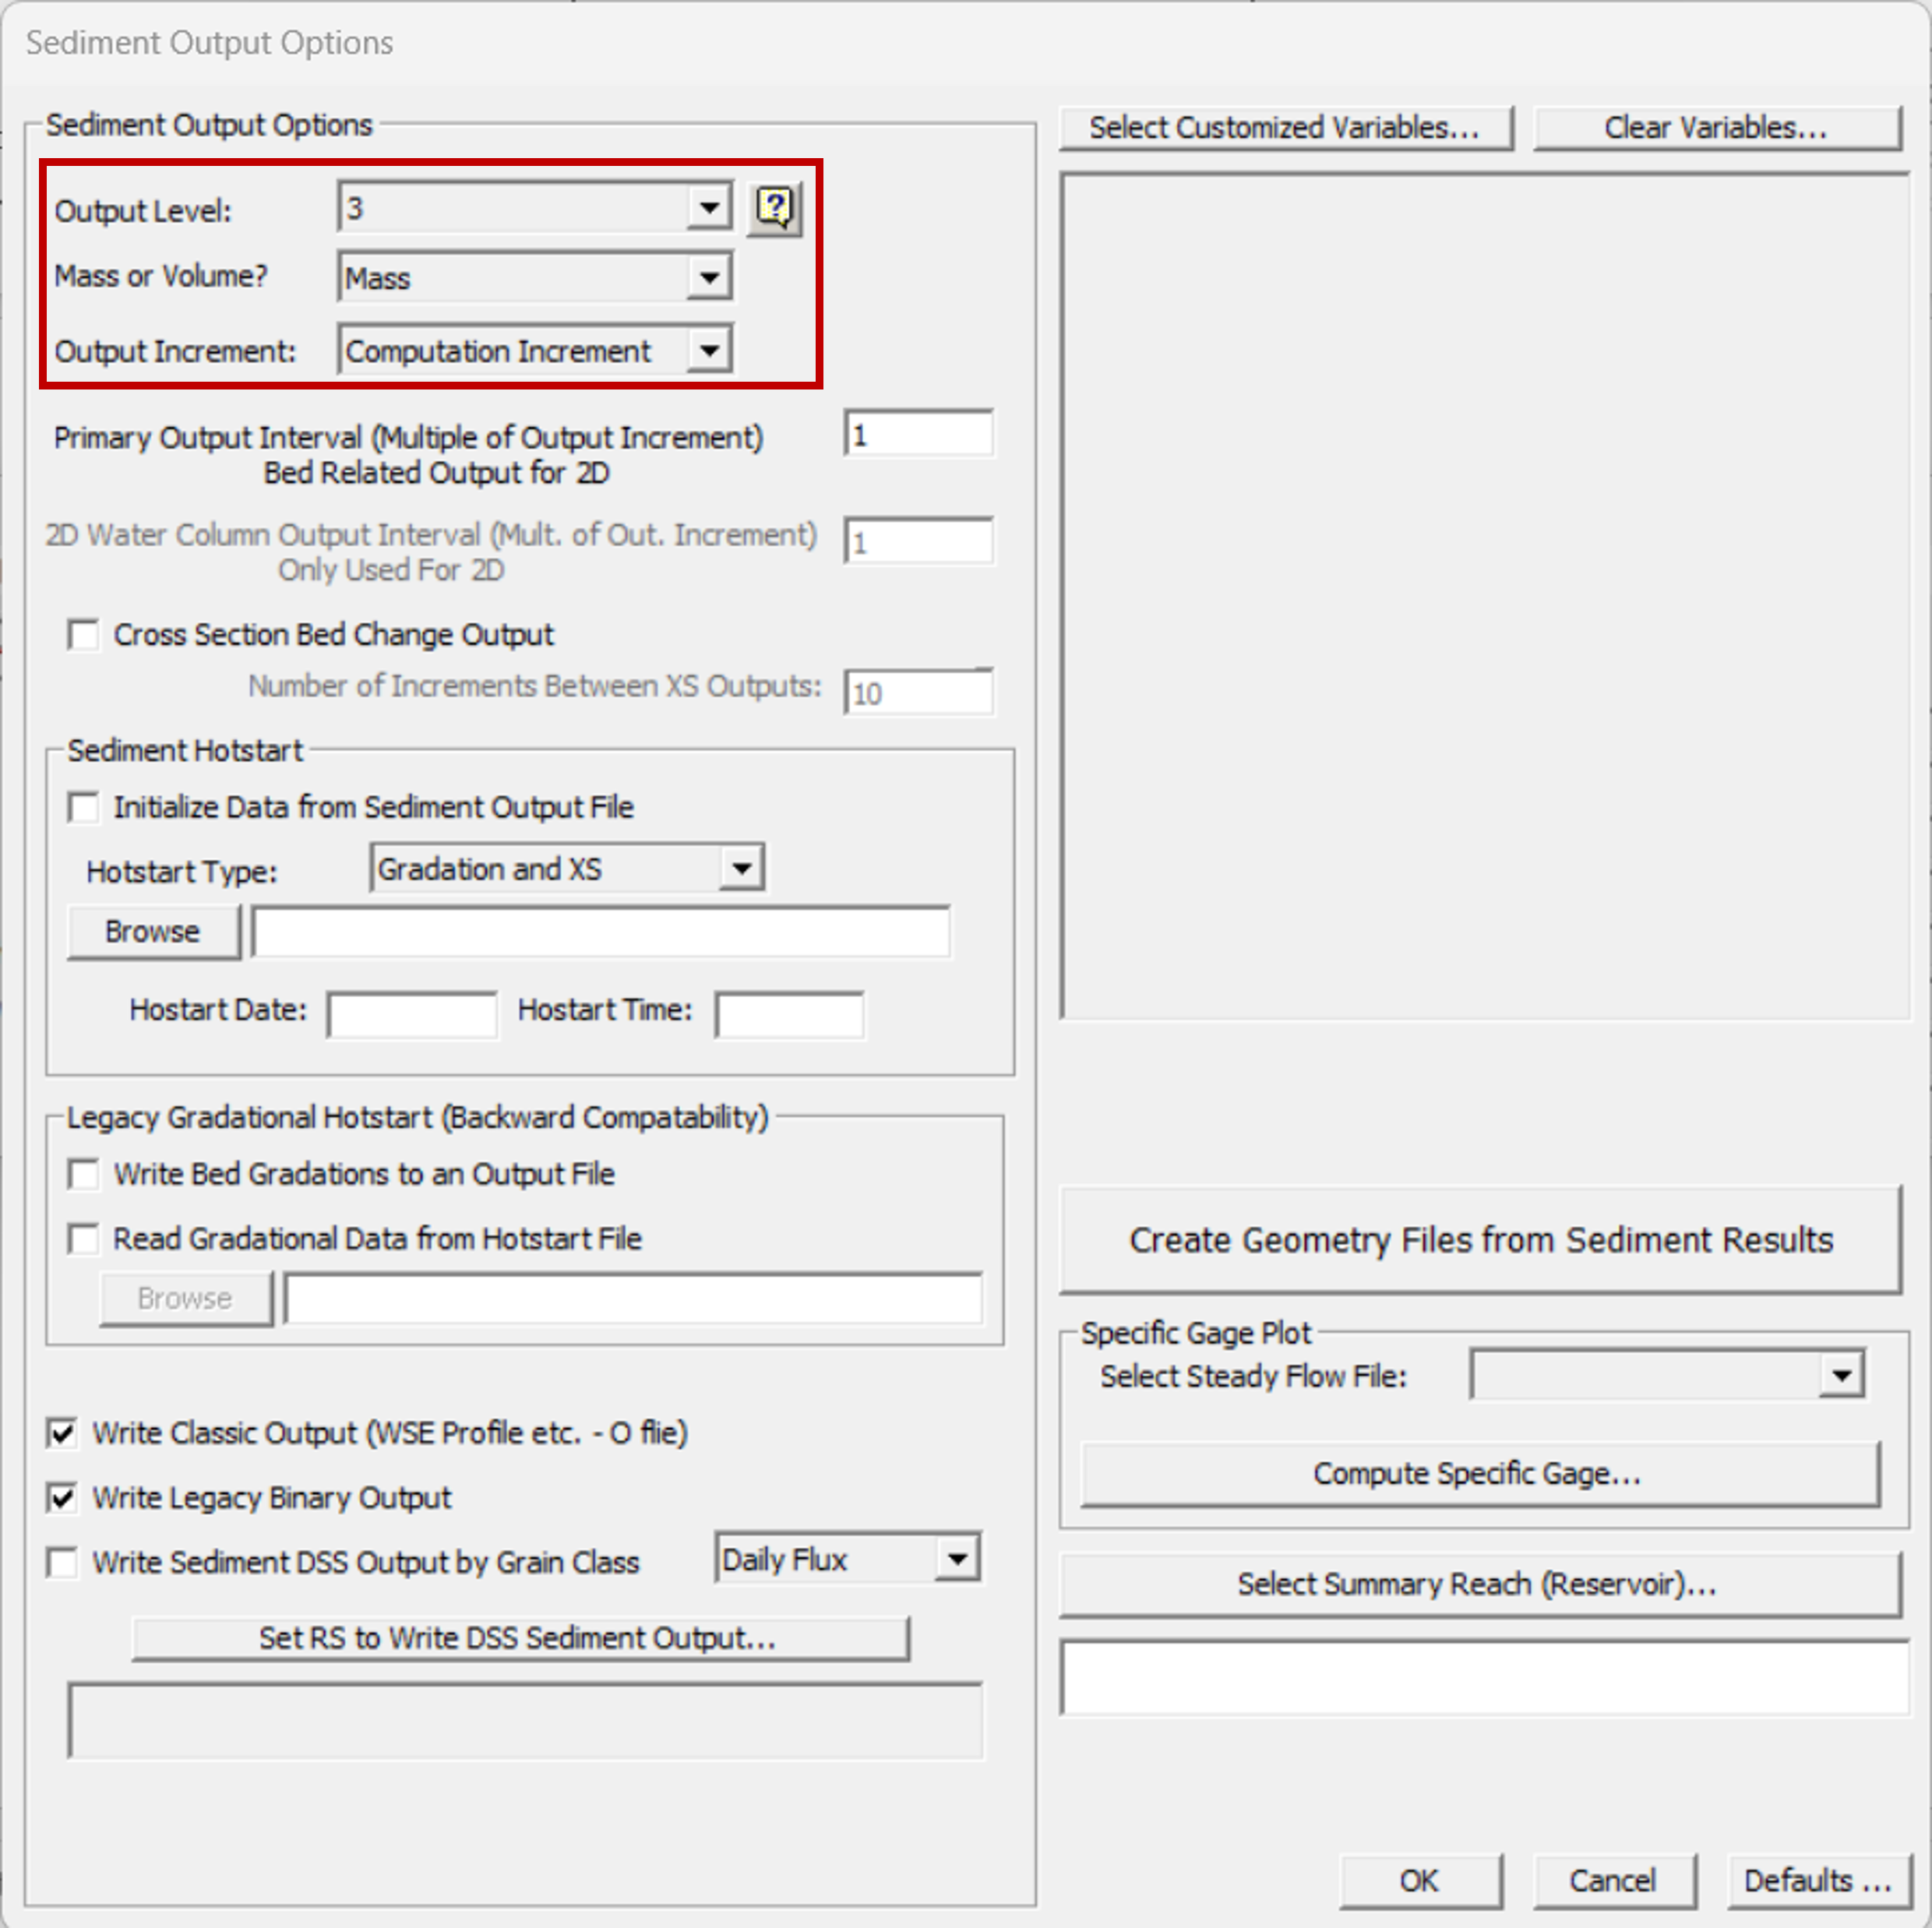 Sediment Output Options
Sediment Output Options
Output Level:
3
?
Mass or Volume?
Mass
Output Increment:
Computation Increment
Primary Output Interval (Multiple of Output Increment)
1
Bed Related Output for 2D
2D Water Column Output Interval (Mult. of Out. Increment)
1
Only Used For 2D
Cross Section Bed Change Output
Number of Increments Between XS Outputs:
10
Sediment Hotstart
Initialize Data from Sediment Output File
Hotstart Type:
Gradation and XS
Browse
Hostart Date:
Hostart Time:
Legacy Gradational Hotstart (Backward Compatability)
Write Bed Gradations to an Output File
Read Gradational Data from Hotstart File
Browse
Write Classic Output (WSE Profile etc. - O flie)
Write Legacy Binary Output
Write Sediment DSS Output by Grain Class
Daily Flux
Set RS to Write DSS Sediment Output...
Select Customized Variables...
Clear Variables...
Create Geometry Files from Sediment Results
Specific Gage Plot
Select Steady Flow File:
Compute Specific Gage...
Select Summary Reach (Reservoir)...
OK
Cancel
Defaults ...